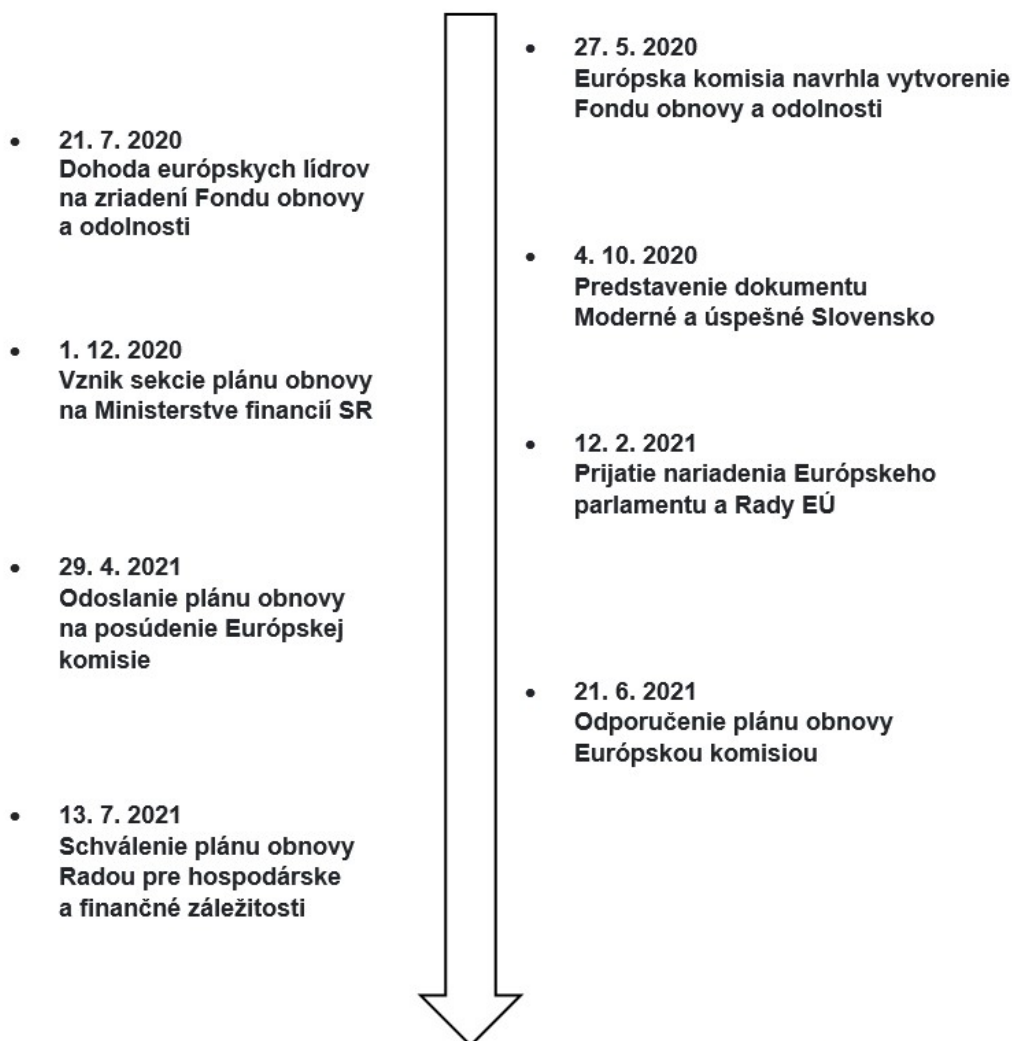 27. 5. 2020
Európska komisia navrhla vytvorenie
Fondu obnovy a odolnosti
21. 7. 2020
Dohoda európskych lídrov
na zriadení Fondu obnovy
a odolnosti
4. 10. 2020
Predstavenie dokumentu
Moderné a úspešné Slovensko
1. 12. 2020
Vznik sekcie plánu obnovy
na Ministerstve financií SR
12. 2. 2021
Prijatie nariadenia Európskeho
parlamentu a Rady EÚ
29. 4. 2021
Odoslanie plánu obnovy
na posúdenie Európskej
komisie
21. 6. 2021
Odporučenie plánu obnovy
Európskou komisiou
13. 7. 2021
Schválenie plánu obnovy
Radou pre hospodárske
a finančné záležitosti